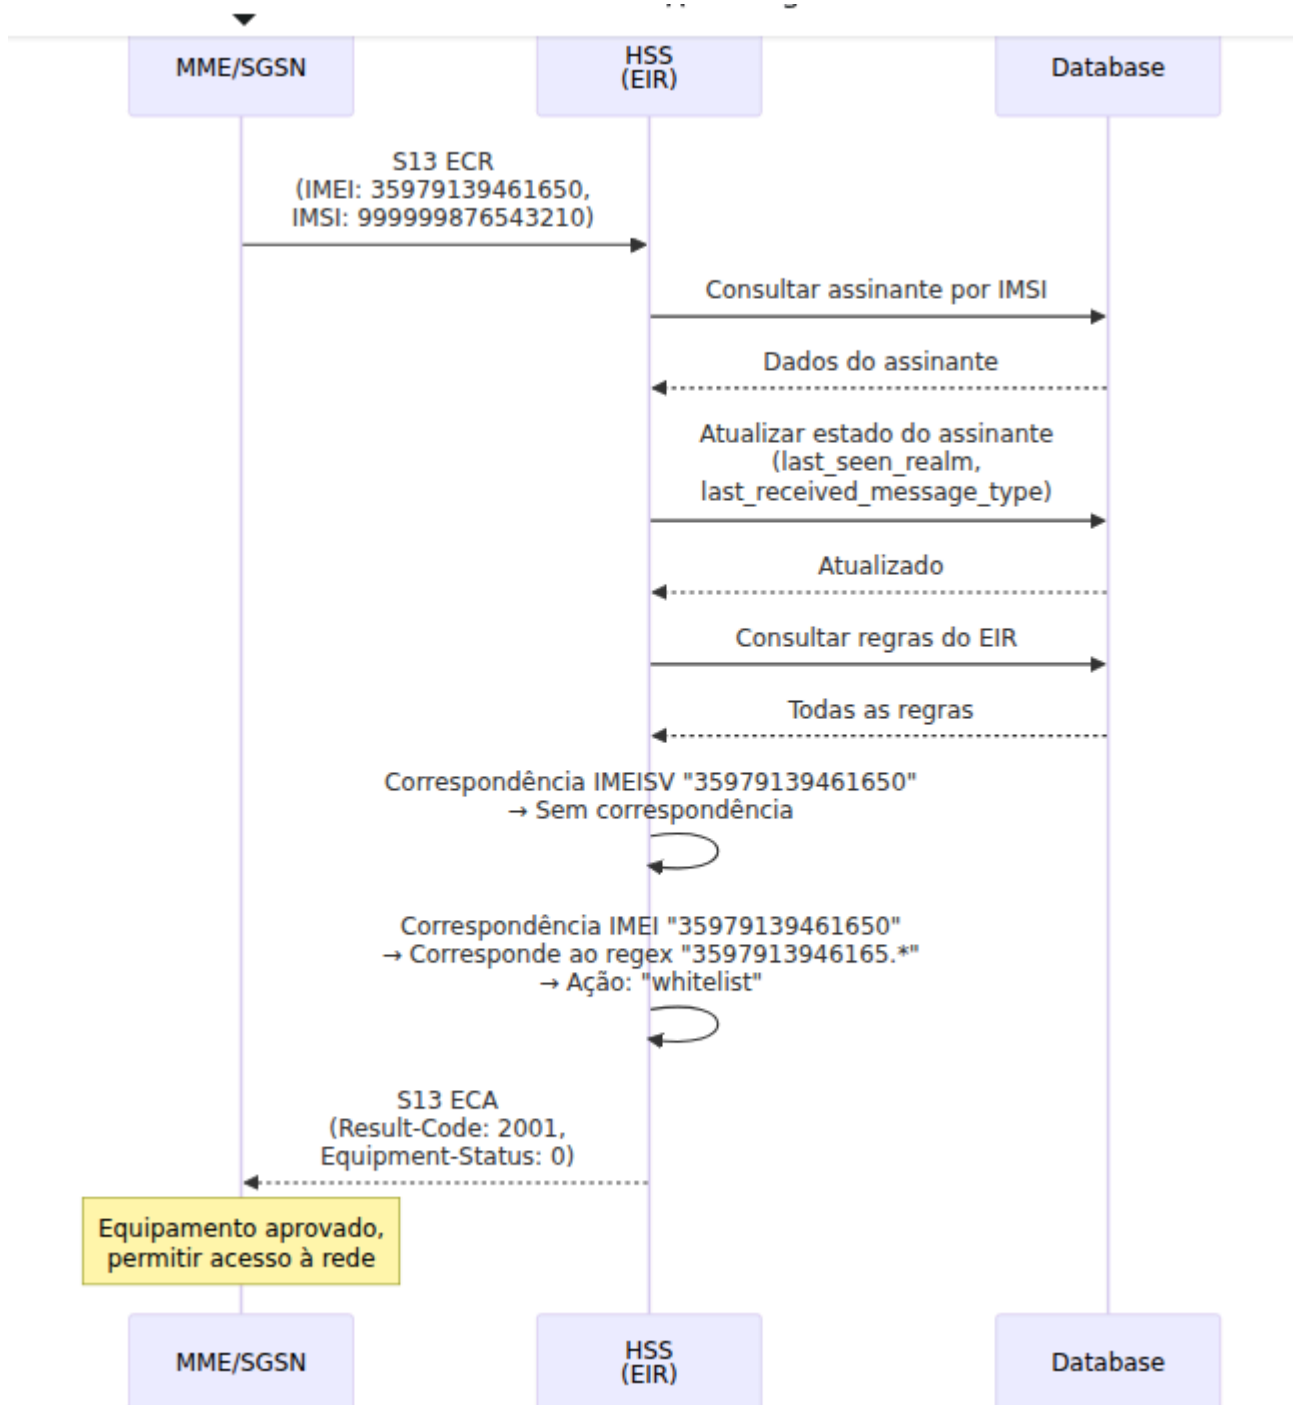 MME/SGSN
HSS
(EIR)
Database
S13 ECR
(IMEI: 35979139461650,
IMSI: 999999876543210)
Consultar assinante por IMSI
Dados do assinante
Atualizar estado do assinante
(last_seen_realm,
last_received_message_type)
Atualizado
Consultar regras do EIR
Todas as regras
Correspondência IMEISV "35979139461650"
→ Sem correspondência
Correspondência IMEI "35979139461650"
→ Corresponde ao regex "3597913946165.*"
→ Ação: "whitelist"
S13 ECA
(Result-Code: 2001,
Equipment-Status: 0)
Equipamento aprovado,
permitir acesso à rede
MME/SGSN
HSS
(EIR)
Database